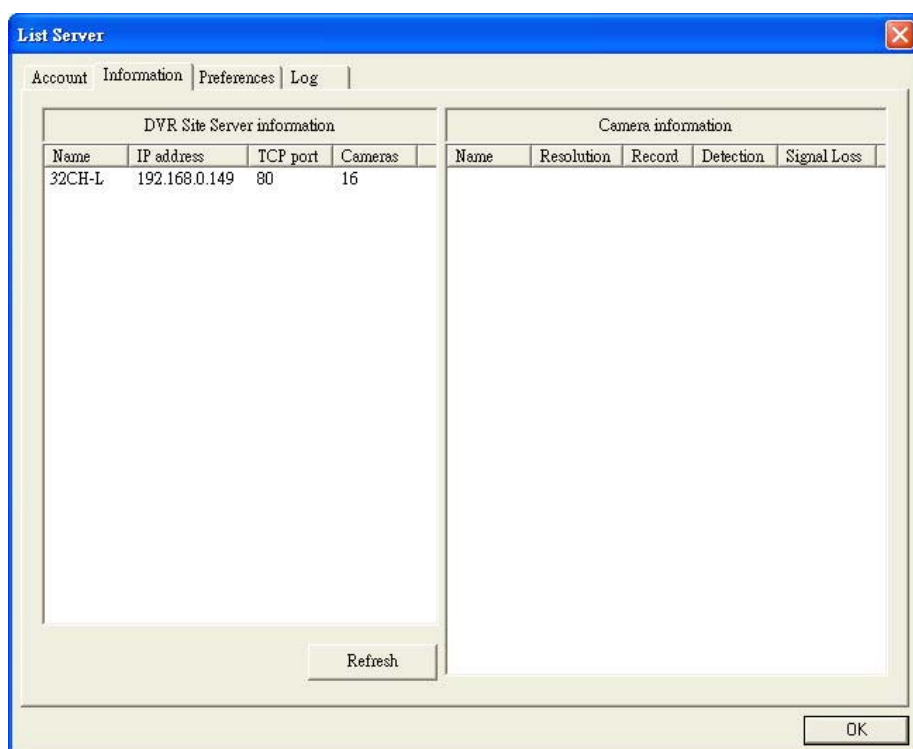 List Server
Account Information Preferences Log
DVR Site Server information
Name IP address TCP port Cameras
32CH-L 192.168.0.149 80 16
Refresh
Camera information
Name Resolution Record Detection Signal Loss
OK